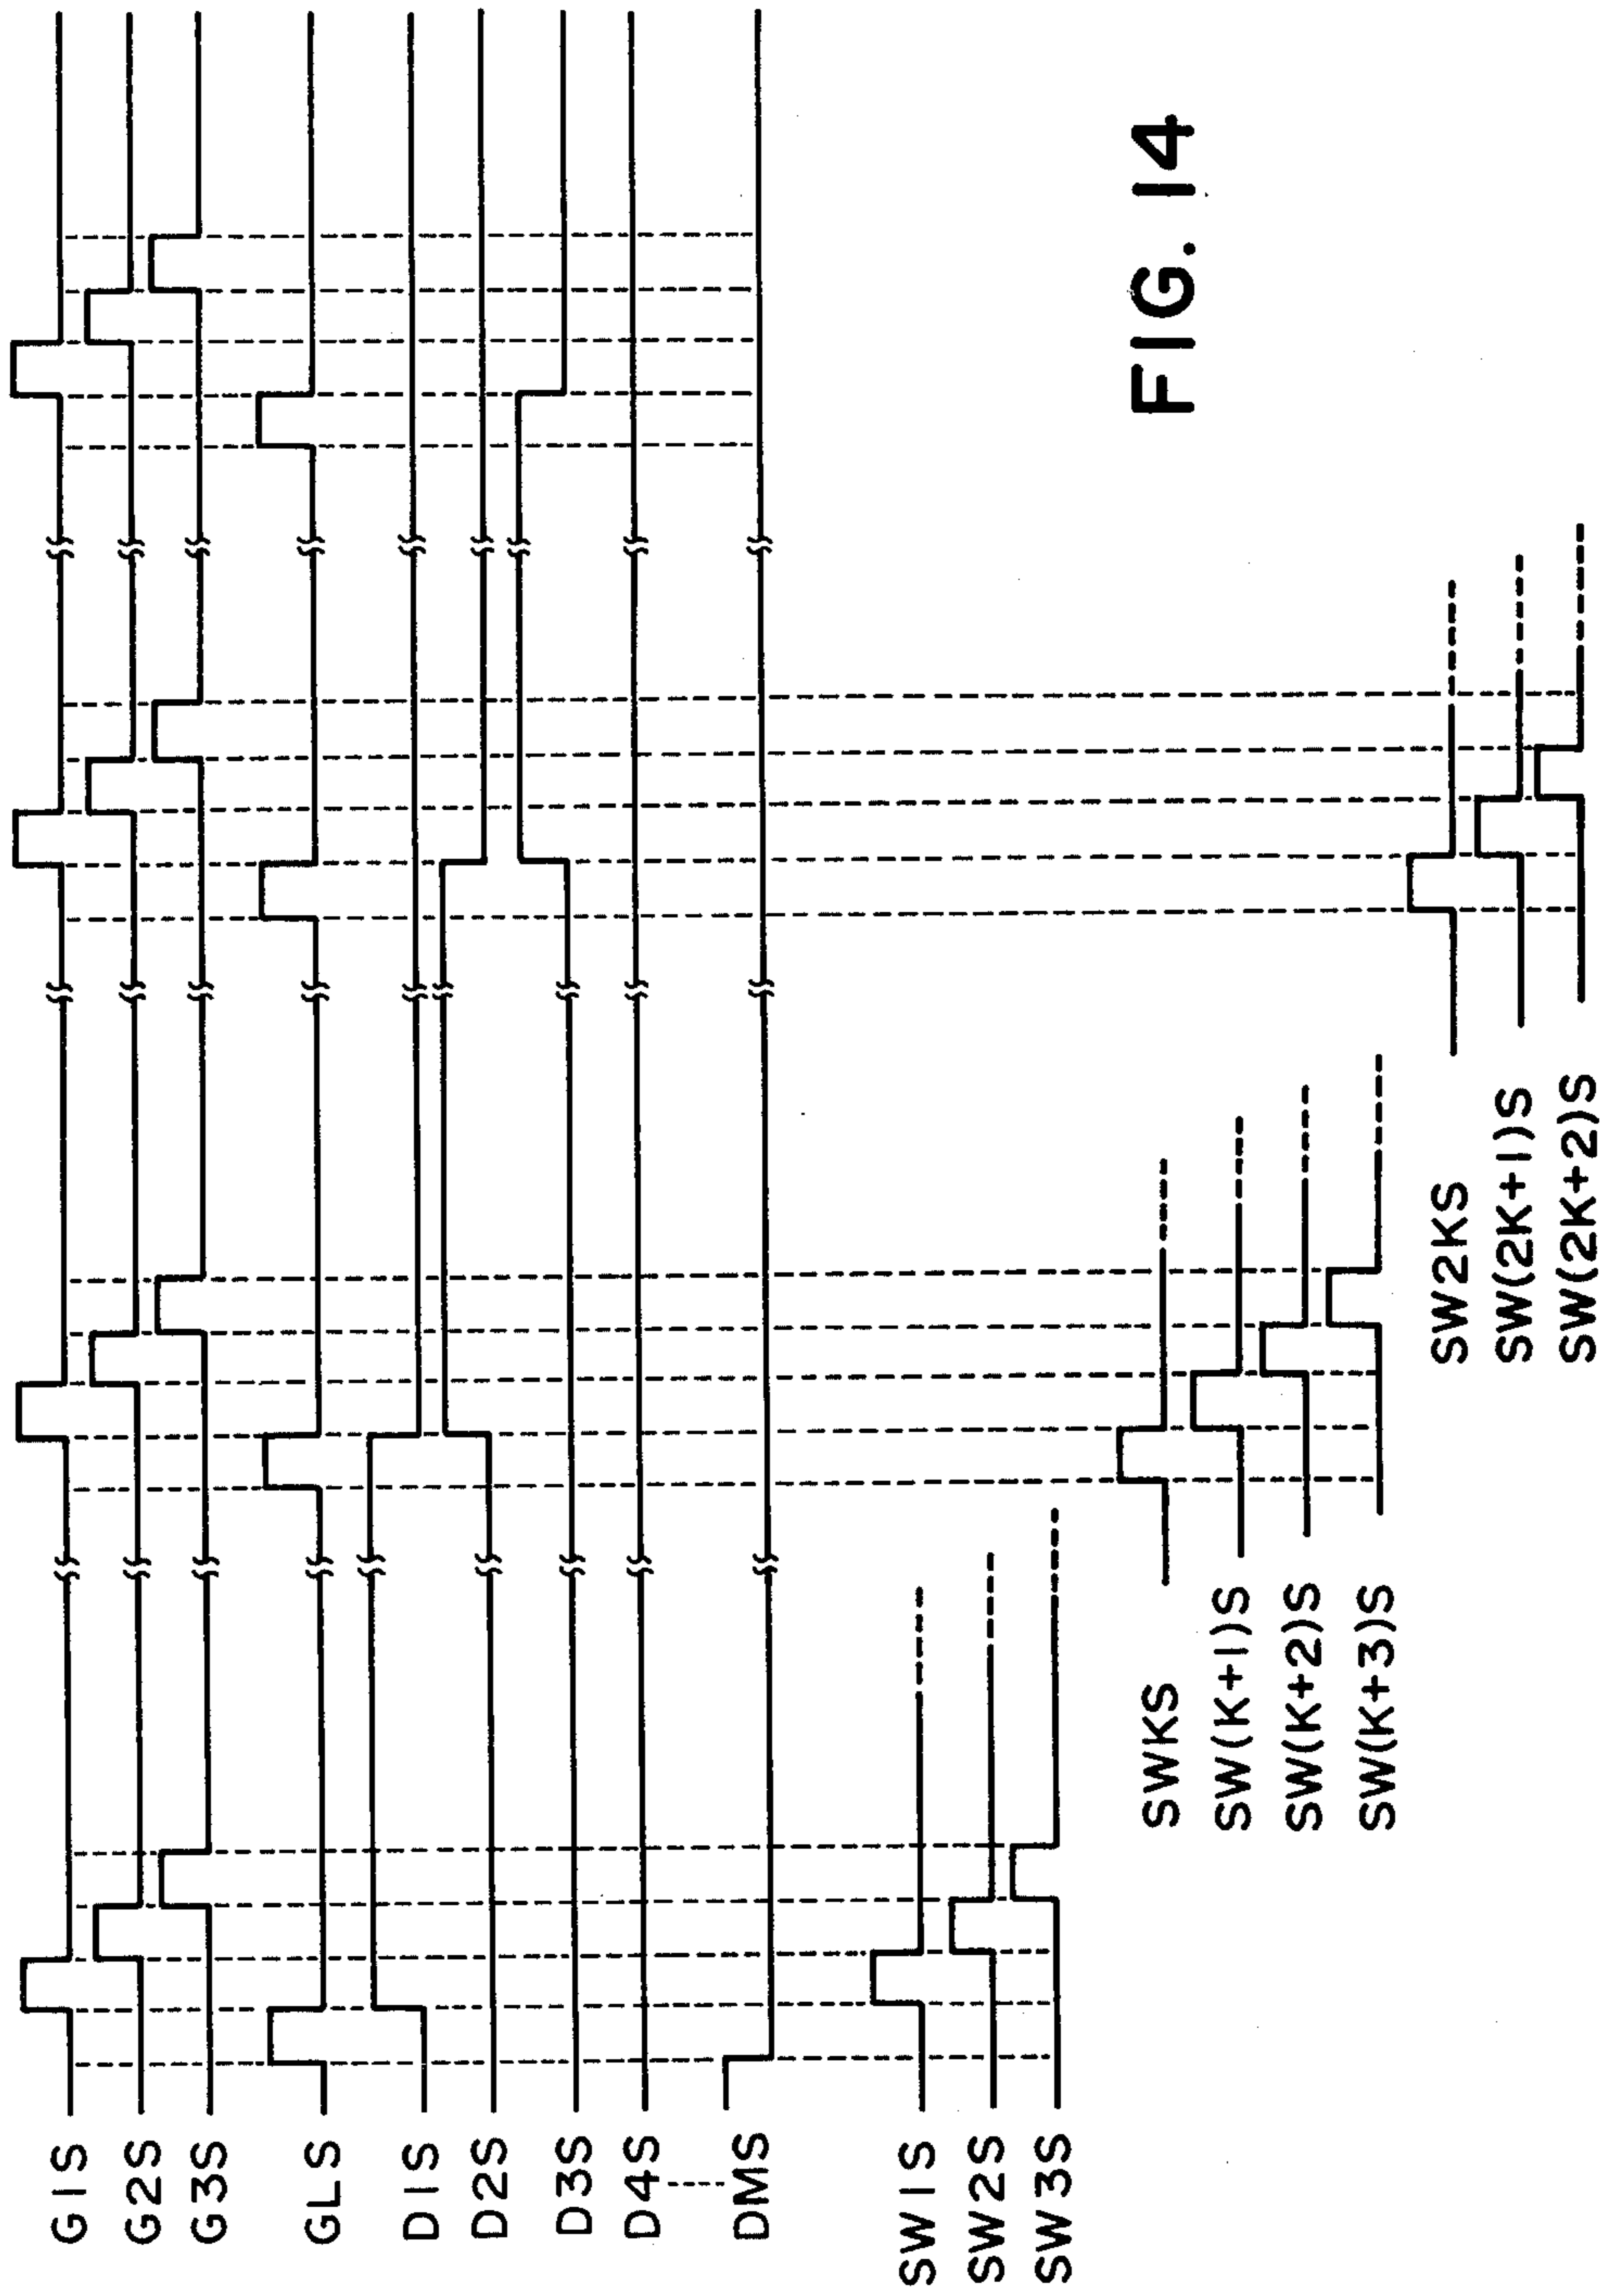 G1S
G2S
G3S
GLS
D1S
D2S
D3S
D4S
DMS
SW1S
SW2S
SW3S
SWKS
SW(K+1)S
SW(K+2)S
SW(K+3)S
SW2KS
SW(2K+1)S
SW(2K+2)S
FIG. 14